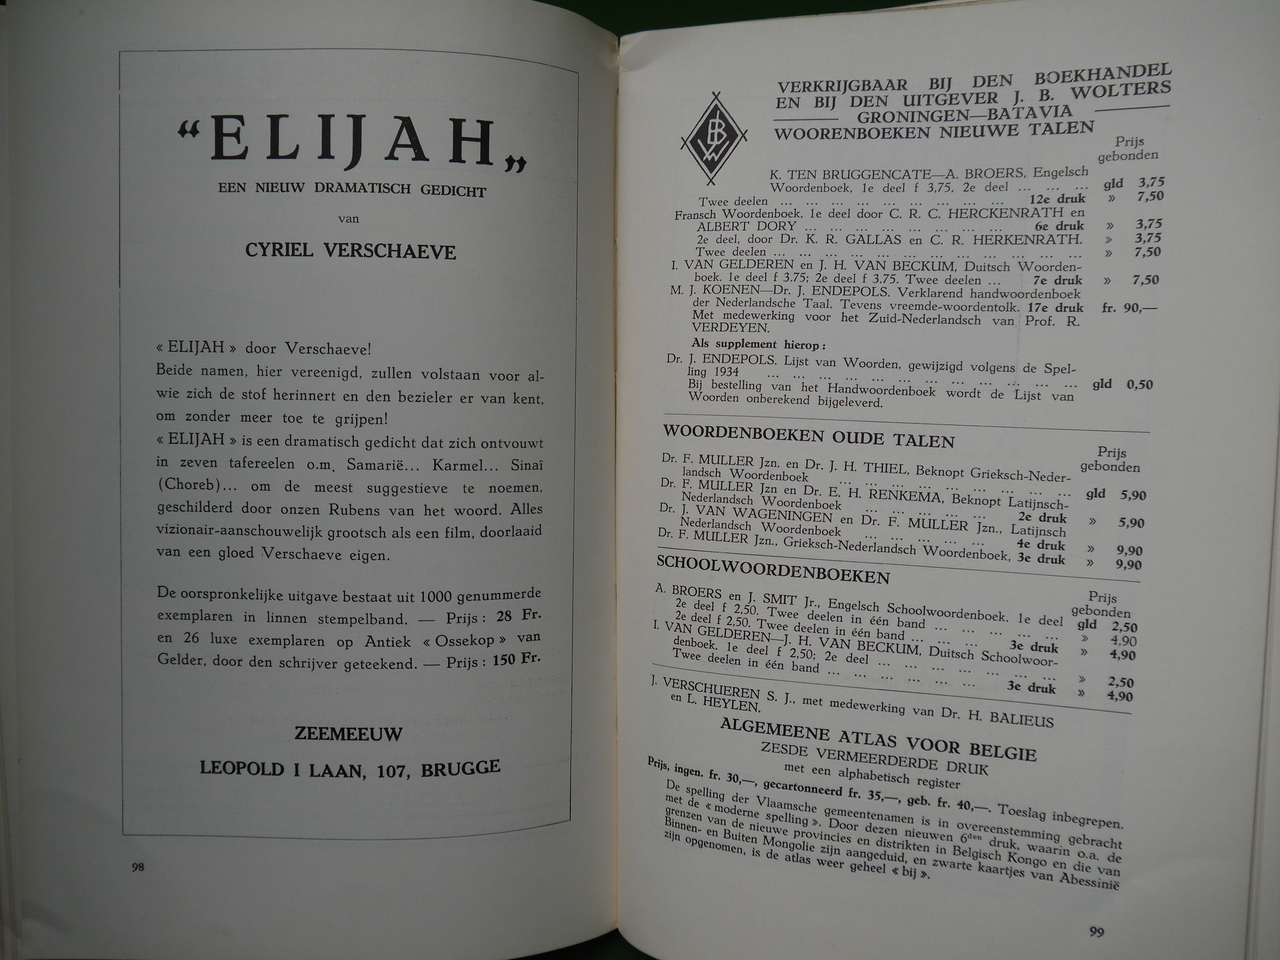 “ELIJAH„
EEN NIEUW DRAMATISCH GEDICHT
van
CYRIEL VERSCHAEVE
« ELIJAH » door Verschaeve!
Beide namen, hier vereenigd, zullen volstaan voor al-
wie zich de stof herinnert en den bezieler er van kent,
om zonder meer toe te grijpen!
« ELIJAH » is een dramatisch gedicht dat zich ontvouwt
in zeven tafereelen o.m. Samarië... Karmel... Sinaï
(Choreb)... om de meest suggestieve te noemen,
geschilderd door onzen Rubens van het woord. Alles
vizionair-aanschouwelijk grootsch als een film, doorlaaid
van een gloed Verschaeve eigen.
De oorspronkelijke uitgave bestaat uit 1000 genummerde
exemplaren in linnen stempelband. — Prijs : 28 Fr.
en 26 luxe exemplaren op Antiek « Ossekop » van
Gelder, door den schrijver geteekend. — Prijs : 150 Fr.
ZEEMEEUW
LEOPOLD I LAAN, 107, BRUGGE
98
VERKRIJGBAAR BIJ DEN BOEKHANDEL
EN BIJ DEN UITGEVER J. B. WOLTERS
GRONINGEN—BATAVIA
WOORENBOEKEN NIEUWE TALEN
Prijs
gebonden
K. TEN BRUGGENCATE—A. BROERS, Engelsch
Woordenboek, 1e deel f 3,75, 2e deel ... ... ... gld 3,75
Twee deelen ... ... ... ... ... ... ... ... 12e druk » 7,50
Fransch Woordenboek, 1e deel door C. R. C. HERCKENRATH en
ALBERT DORY ... ... ... ... ... ... ... 6e druk » 3,75
2e deel, door Dr. K. R. GALLAS en C. R. HERKENRATH. » 3,75
Twee deelen ... ... ... ... ... ... ... ... ... ... » 7,50
I. VAN GELDEREN en J. H. VAN BECKUM, Duitsch Woorden-
boek. 1e deel f 3.75; 2e deel f 3.75. Twee deelen ... 7e druk » 7,50
M. J. KOENEN—Dr. J. ENDEPOLS. Verklarend handwoordenboek
der Nederlandsche Taal. Tevens vreemde-woordentolk. 17e druk fr. 90,—
Met medewerking voor het Zuid-Nederlandsch van Prof. R.
VERDEYEN.
Als supplement hierop :
Dr. J. ENDEPOLS. Lijst van Woorden, gewijzigd volgens de Spel-
ling 1934 ... ... ... ... ... ... ... ... ... ... gld 0,50
Bij bestelling van het Handwoordenboek wordt de Lijst van
Woorden onberekend bijgeleverd.
WOORDENBOEKEN OUDE TALEN
Prijs
gebonden
Dr. F. MULLER Jzn. en Dr. J. H. THIEL, Beknopt Grieksch-Neder-
landsch Woordenboek ... ... ... ... ... ... ... ... gld 5,90
Dr. F. MULLER Jzn en Dr. E. H. RENKEMA, Beknopt Latijnsch-
Nederlandsch Woordenboek ... ... ... ... ... ... 2e druk » 5,90
Dr. J. VAN WAGENINGEN en Dr. F. MULLER Jzn., Latijnsch
Nederlandsch Woordenboek ... ... ... ... ... 4e druk » 9,90
Dr. F. MULLER Jzn., Grieksch-Nederlandsch Woordenboek, 3e druk » 9,90
SCHOOLWOORDENBOEKEN
Prijs
gebonden
A. BROERS en J. SMIT Jr., Engelsch Schoolwoordenboek. 1e deel gld 2,50
2e deel f 2,50. Twee deelen in één band ... ... ... ... » 4,90
2e deel f 2,50. Twee deelen in één band ... ... ... 3e druk » 4,90
I. VAN GELDEREN—J. H. VAN BECKUM, Duitsch Schoolwoor-
denboek. 1e deel f 2,50; 2e deel ... ... ... ... ... ... » 2,50
Twee deelen in één band ... ... ... ... ... ... 3e druk » 4,90
J. VERSCHUEREN S. J., met medewerking van Dr. H. BALIEUS
en L. HEYLEN.
ALGEMEENE ATLAS VOOR BELGIE
ZESDE VERMEERDERDE DRUK
met een alphabetisch register
Prijs, ingen. fr. 30,—, gecartonneerd fr. 35,—, geb. fr. 40,—. Toeslag inbegrepen.
De spelling der Vlaamsche gemeentenamen is in overeenstemming gebracht
met de « moderne spelling ». Door dezen nieuwen 6den druk, waarin o.a. de
grenzen van de nieuwe provincies en distrikten in Belgisch Kongo en die van
Binnen- en Buiten Mongolie zijn aangeduid, en zwarte kaartjes van Abessinië
zijn opgenomen, is de atlas weer geheel « bij ».
99